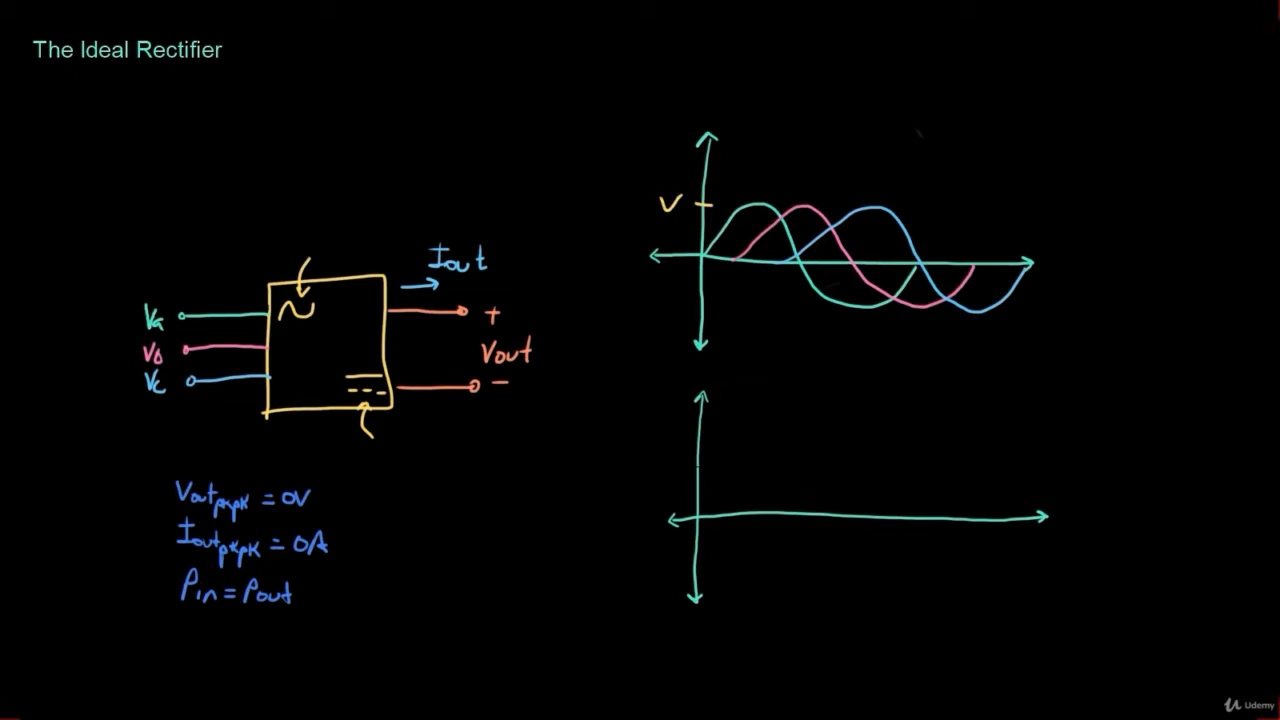 The Ideal Rectifier
V
Iout
Va
+
Vb
Vout
Vc
-
Voutpkpk = 0V
Ioutpkpk = 0A
Pin = Pout
Udemy